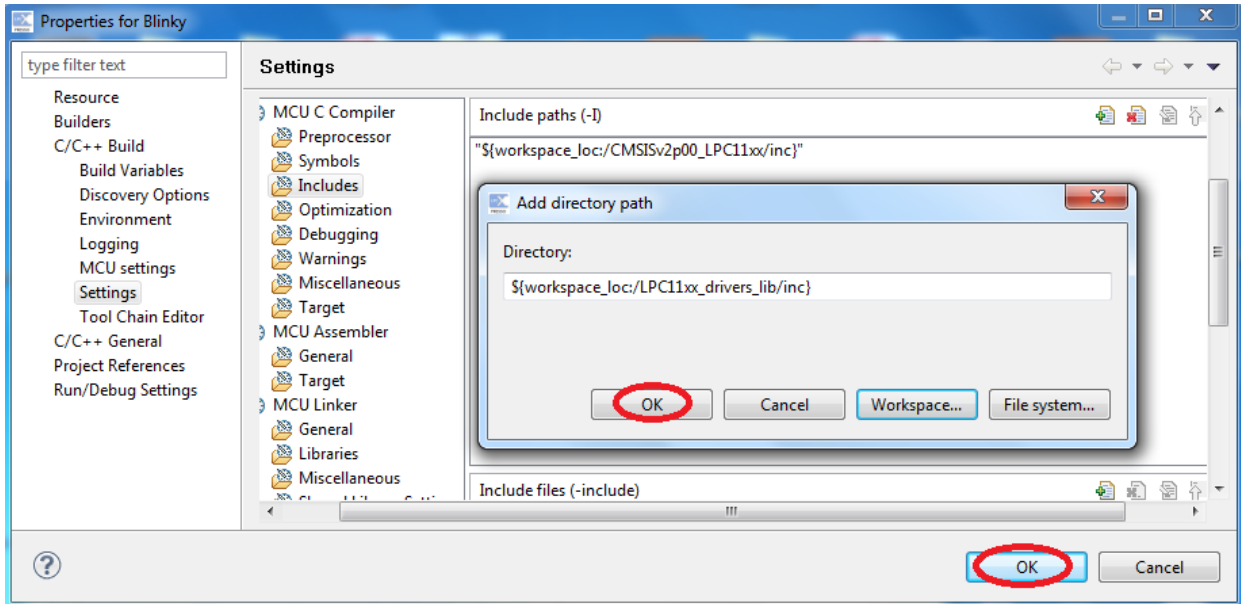 Properties for Blinky
type filter text
Resource
Builders
C/C++ Build
Build Variables
Discovery Options
Environment
Logging
MCU settings
Settings
Tool Chain Editor
C/C++ General
Project References
Run/Debug Settings
Settings
MCU C Compiler
Preprocessor
Symbols
Includes
Optimization
Debugging
Warnings
Miscellaneous
Target
MCU Assembler
General
Target
MCU Linker
General
Libraries
Miscellaneous
Include paths (-I)
"${workspace_loc:/CMSISv2p00_LPC11xx/inc}"
Add directory path
Directory:
${workspace_loc:/LPC11xx_drivers_lib/inc}
OK Cancel Workspace... File system...
Include files (-include)
OK Cancel